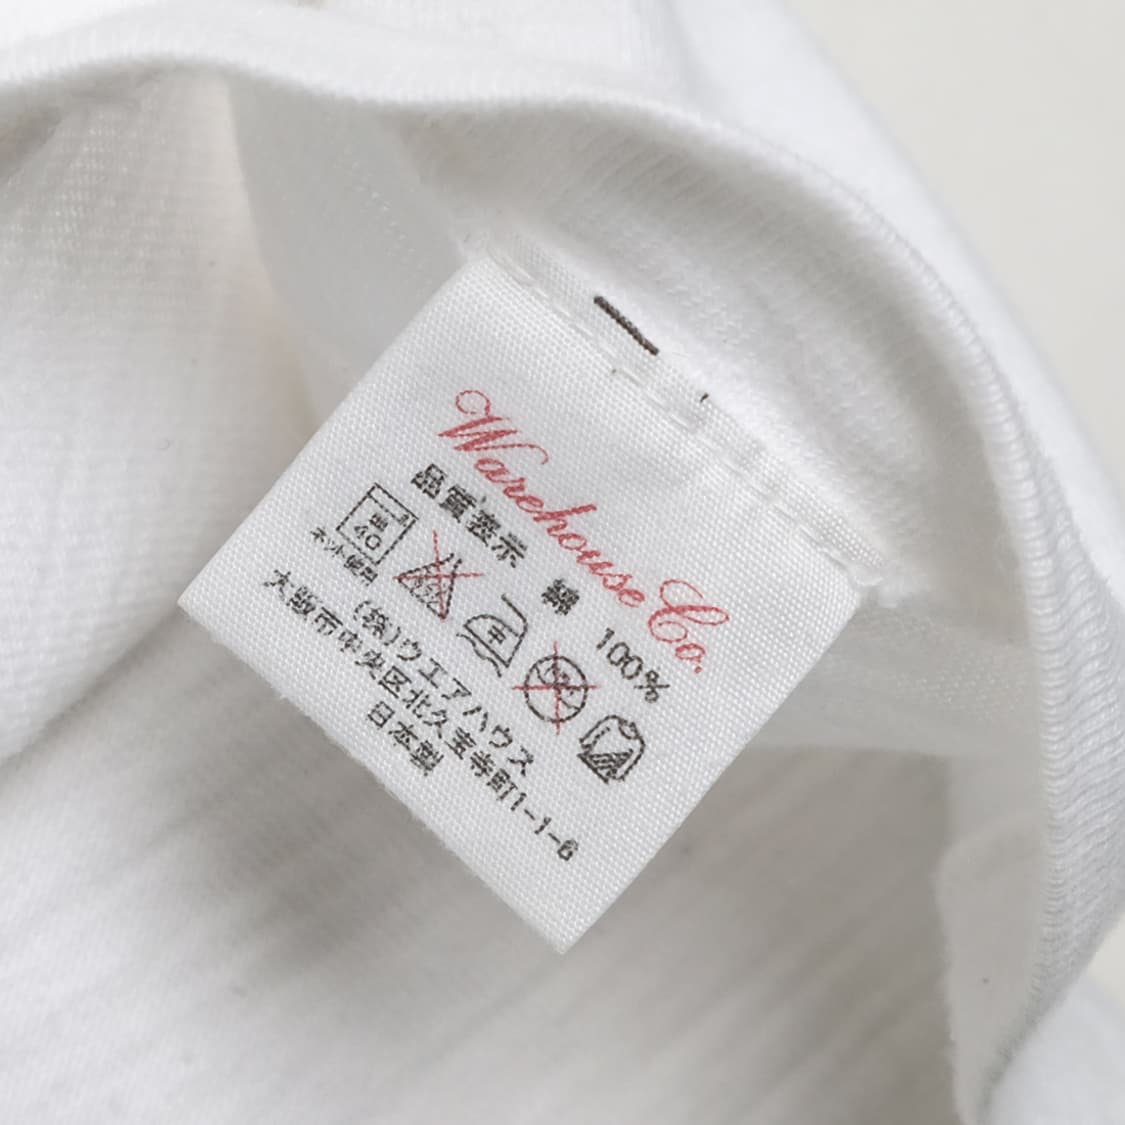 Warehouse Co.
品質表示 綿 100%
弱
40
ネット使用
(株)ウエアハウス
大阪市中央区北久宝寺町1-1-6
日本製